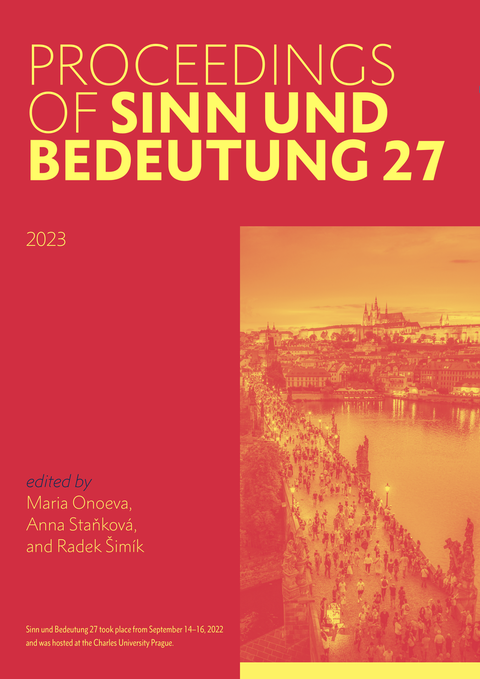 PROCEEDINGS
OF SINN UND
BEDEUTUNG 27
2023
edited by
Maria Onoeva,
Anna Staňková,
and Radek Šimík
Sinn und Bedeutung 27 took place from September 14–16, 2022
and was hosted at the Charles University Prague.